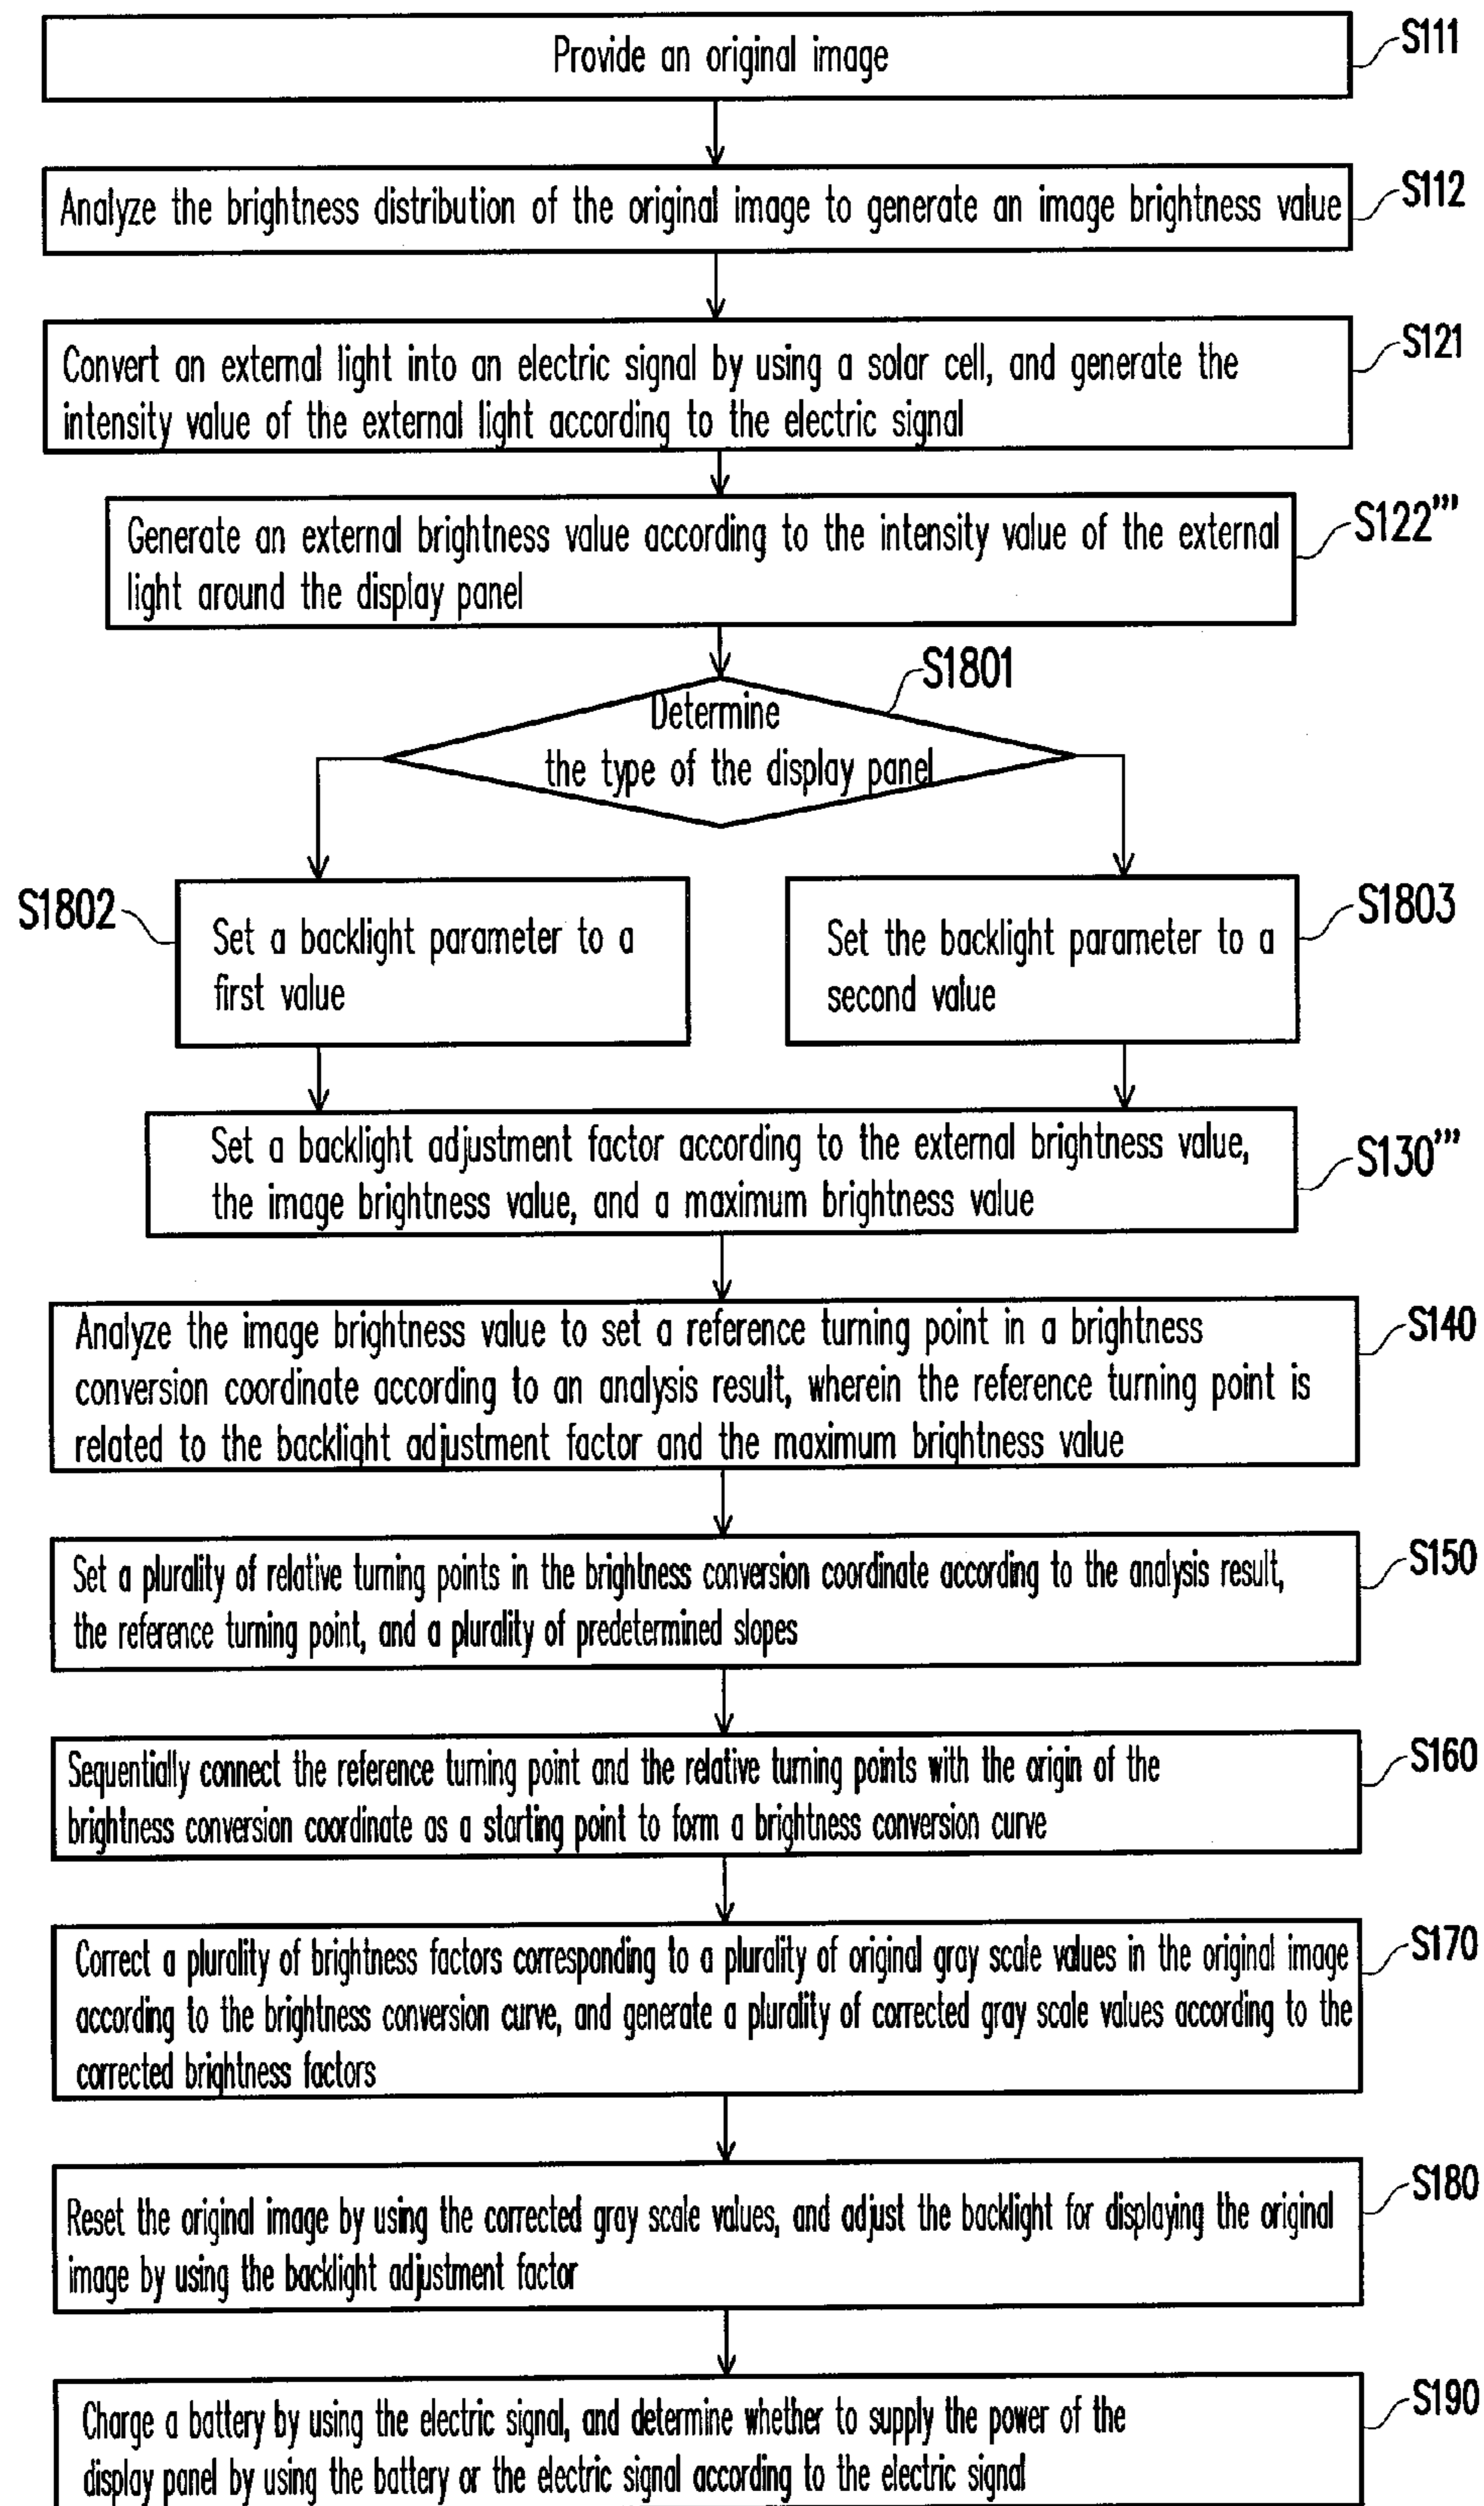 Provide an original image
S111
Analyze the brightness distribution of the original image to generate an image brightness value
S112
Convert an external light into an electric signal by using a solar cell, and generate the
intensity value of the external light according to the electric signal
S121
Generate an external brightness value according to the intensity value of the external
light around the display panel
S122'''
S1801
Determine
the type of the display panel
S1802
Set a backlight parameter to a
first value
Set the backlight parameter to a
second value
S1803
Set a backlight adjustment factor according to the external brightness value,
the image brightness value, and a maximum brightness value
S130'''
Analyze the image brightness value to set a reference turning point in a brightness
conversion coordinate according to an analysis result, wherein the reference turning point is
related to the backlight adjustment factor and the maximum brightness value
S140
Set a plurality of relative turning points in the brightness conversion coordinate according to the analysis result,
the reference turning point, and a plurality of predetermined slopes
S150
Sequentially connect the reference turning point and the relative turning points with the origin of the
brightness conversion coordinate as a starting point to form a brightness conversion curve
S160
Correct a plurality of brightness factors corresponding to a plurality of original gray scale values in the original image
according to the brightness conversion curve, and generate a plurality of corrected gray scale values according to the
corrected brightness factors
S170
Reset the original image by using the corrected gray scale values, and adjust the backlight for displaying the original
image by using the backlight adjustment factor
S180
Charge a battery by using the electric signal, and determine whether to supply the power of the
display panel by using the battery or the electric signal according to the electric signal
S190